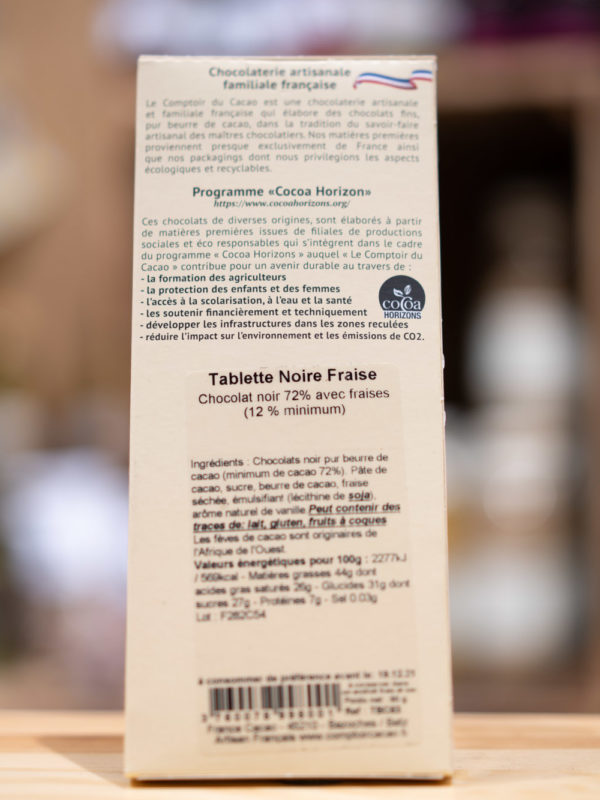 Chocolaterie artisanale
familiale française
Le Comptoir du Cacao est une chocolaterie artisanale
et familiale française qui élabore des chocolats fins,
pur beurre de cacao, dans la tradition du savoir-faire
artisanal des maîtres chocolatiers. Nos matières premières
proviennent presque exclusivement de France ainsi
que nos packagings dont nous privilégions les aspects
écologiques et recyclables.
Programme «Cocoa Horizon»
https://www.cocoahorizons.org/
Ces chocolats de diverses origines, sont élaborés à partir
de matières premières issues de filiales de productions
sociales et éco responsables qui s'intègrent dans le cadre
du programme « Cocoa Horizons » auquel « Le Comptoir du
Cacao » contribue pour un avenir durable au travers de :
- la formation des agriculteurs
- la protection des enfants et des femmes
- l'accès à la scolarisation, à l'eau et la santé
- les soutenir financièrement et techniquement
- développer les infrastructures dans les zones reculées
- réduire l'impact sur l'environnement et les émissions de CO2.
cocoa
HORIZONS
Tablette Noire Fraise
Chocolat noir 72% avec fraises
(12 % minimum)
Ingrédients : Chocolats noir pur beurre de
cacao (minimum de cacao 72%). Pâte de
cacao, sucre, beurre de cacao, fraise
séchée, émulsifiant (lécithine de soja),
arôme naturel de vanille Peut contenir des
traces de: lait, gluten, fruits à coques
Les fèves de cacao sont originaires de
l'Afrique de l'Ouest.
Valeurs énergétiques pour 100g : 2277kJ
/ 569kcal - Matières grasses 44g dont
acides gras saturés 26g - Glucides 31g dont
sucres 27g - Protéines 7g - Sel 0.03g
Lot : F282C54
à consommer de préférence avant le: 19.12.21
France Cacao - 45210 - Bazoches / Betz
Artisan Français www.comptoircacao.fr